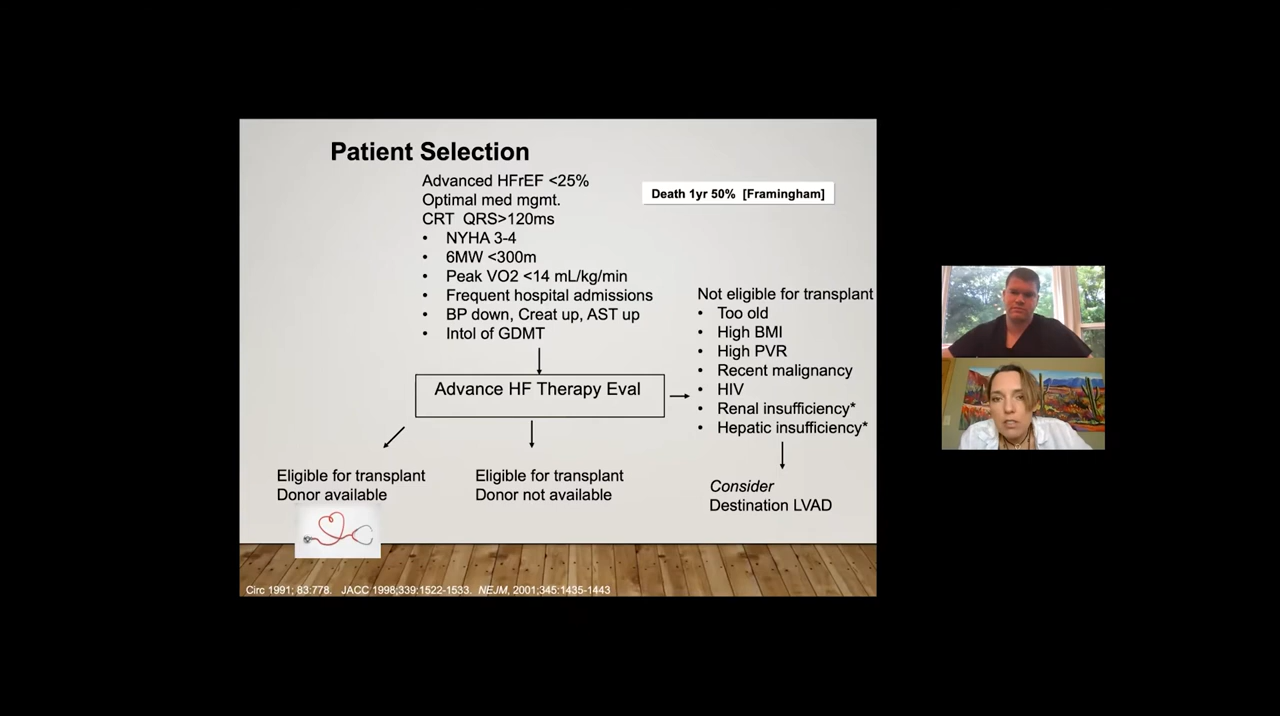 Patient Selection
Advanced HFrEF <25%
Optimal med mgmt.
CRT QRS>120ms
• NYHA 3-4
• 6MW <300m
• Peak VO2 <14 mL/kg/min
• Frequent hospital admissions
• BP down, Creat up, AST up
• Intol of GDMT
Death 1yr 50% [Framingham]
Advance HF Therapy Eval
Not eligible for transplant
• Too old
• High BMI
• High PVR
• Recent malignancy
• HIV
• Renal insufficiency*
• Hepatic insufficiency*
Eligible for transplant
Donor available
Eligible for transplant
Donor not available
Consider
Destination LVAD
Circ 1991; 83:778. JACC 1998;339:1522-1533. NEJM, 2001;345:1435-1443